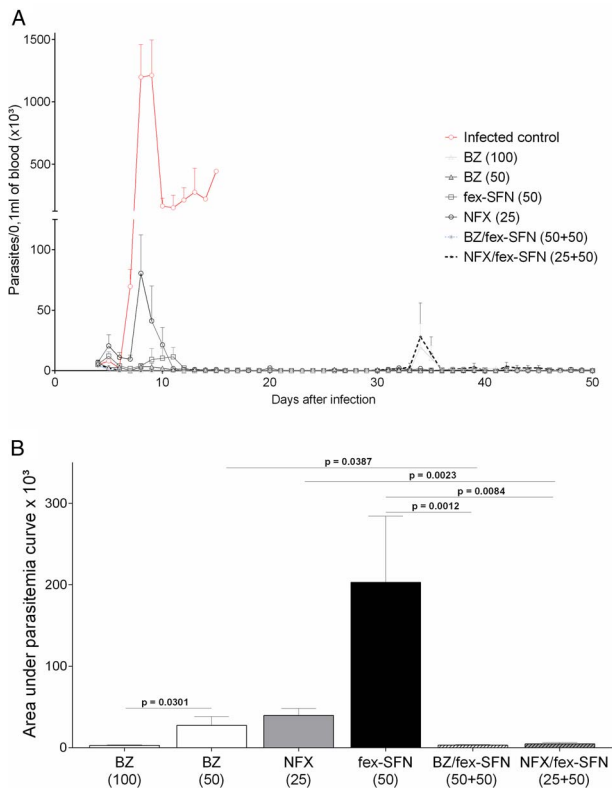 A
Parasites/0,1ml of blood (x10³)
1500
1000
500
100
50
0
0
10
20
30
40
50
Days after infection
Infected control
BZ (100)
BZ (50)
fex-SFN (50)
NFX (25)
BZ/fex-SFN (50+50)
NFX/fex-SFN (25+50)
B
Area under parasitemia curve x 10³
300
200
100
0
p = 0.0387
p = 0.0023
p = 0.0084
p = 0.0012
p = 0.0301
BZ
(100)
BZ
(50)
NFX
(25)
fex-SFN
(50)
BZ/fex-SFN
(50+50)
NFX/fex-SFN
(25+50)